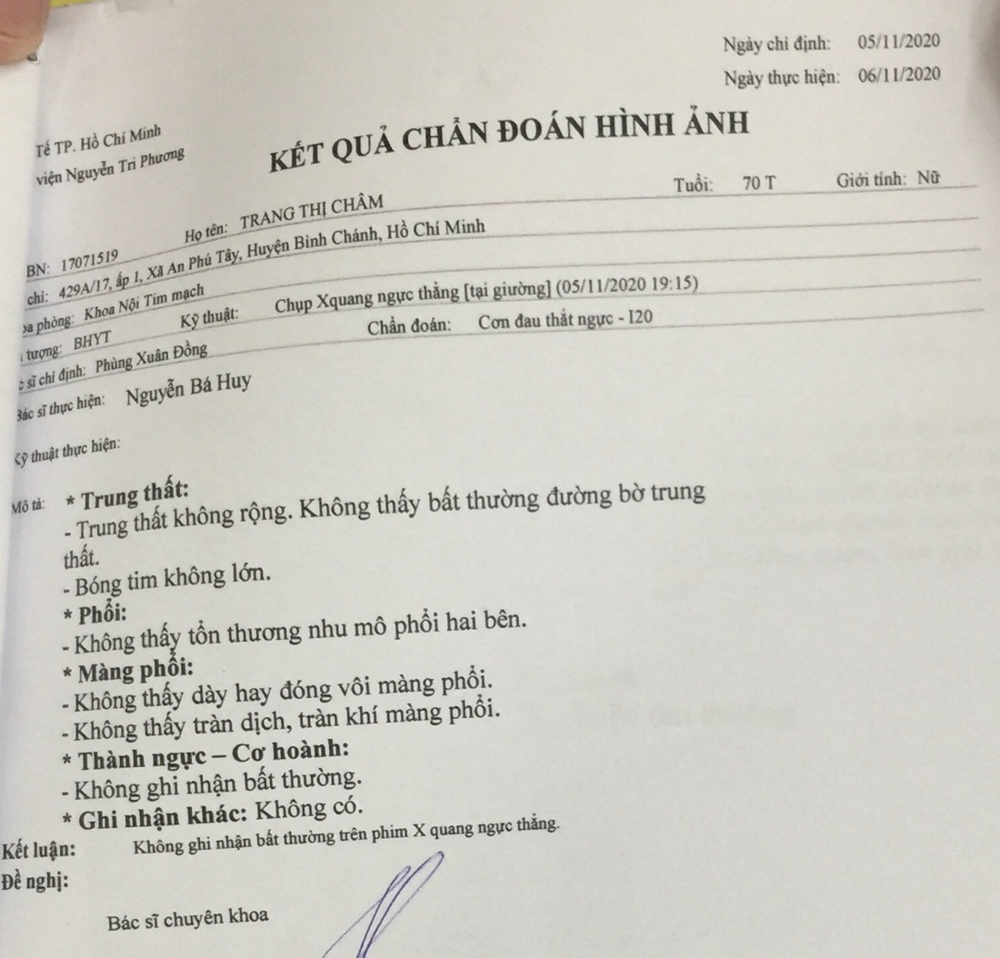 Ngày chỉ định: 05/11/2020
Ngày thực hiện: 06/11/2020
Tế TP. Hồ Chí Minh
viện Nguyễn Tri Phương
KẾT QUẢ CHẨN ĐOÁN HÌNH ẢNH
BN: 17071519 Họ tên: TRANG THỊ CHÂM Tuổi: 70 T Giới tính: Nữ
chỉ: 429A/17, ấp 1, Xã An Phú Tây, Huyện Bình Chánh, Hồ Chí Minh
oa phòng: Khoa Nội Tim mạch
tượng: BHYT Kỹ thuật: Chụp Xquang ngực thẳng [tại giường] (05/11/2020 19:15)
c sĩ chỉ định: Phùng Xuân Đồng Chẩn đoán: Cơn đau thắt ngực - I20
Bác sĩ thực hiện: Nguyễn Bá Huy
Kỹ thuật thực hiện:
Mô tả: * Trung thất:
- Trung thất không rộng. Không thấy bất thường đường bờ trung
thất.
- Bóng tim không lớn.
* Phổi:
- Không thấy tổn thương nhu mô phổi hai bên.
* Màng phổi:
- Không thấy dày hay đóng vôi màng phổi.
- Không thấy tràn dịch, tràn khí màng phổi.
* Thành ngực – Cơ hoành:
- Không ghi nhận bất thường.
* Ghi nhận khác: Không có.
Kết luận: Không ghi nhận bất thường trên phim X quang ngực thẳng.
Đề nghị:
Bác sĩ chuyên khoa